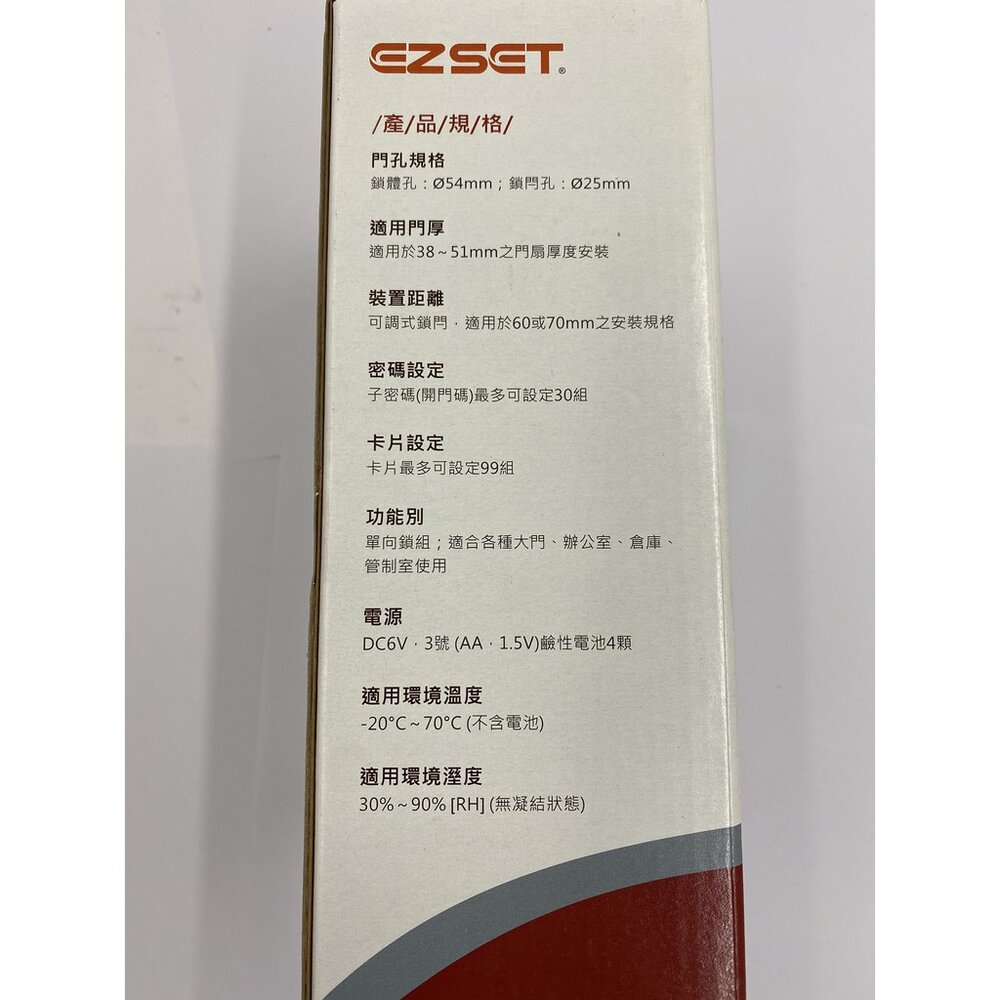 EZSET®
/產/品/規/格/
門孔規格
鎖體孔：Ø54mm；鎖閂孔：Ø25mm
適用門厚
適用於38～51mm之門扇厚度安裝
裝置距離
可調式鎖閂，適用於60或70mm之安裝規格
密碼設定
子密碼(開門碼)最多可設定30組
卡片設定
卡片最多可設定99組
功能別
單向鎖組；適合各種大門、辦公室、倉庫、
管制室使用
電源
DC6V，3號 (AA，1.5V)鹼性電池4顆
適用環境溫度
-20°C～70°C (不含電池)
適用環境溼度
30%～90% [RH] (無凝結狀態)